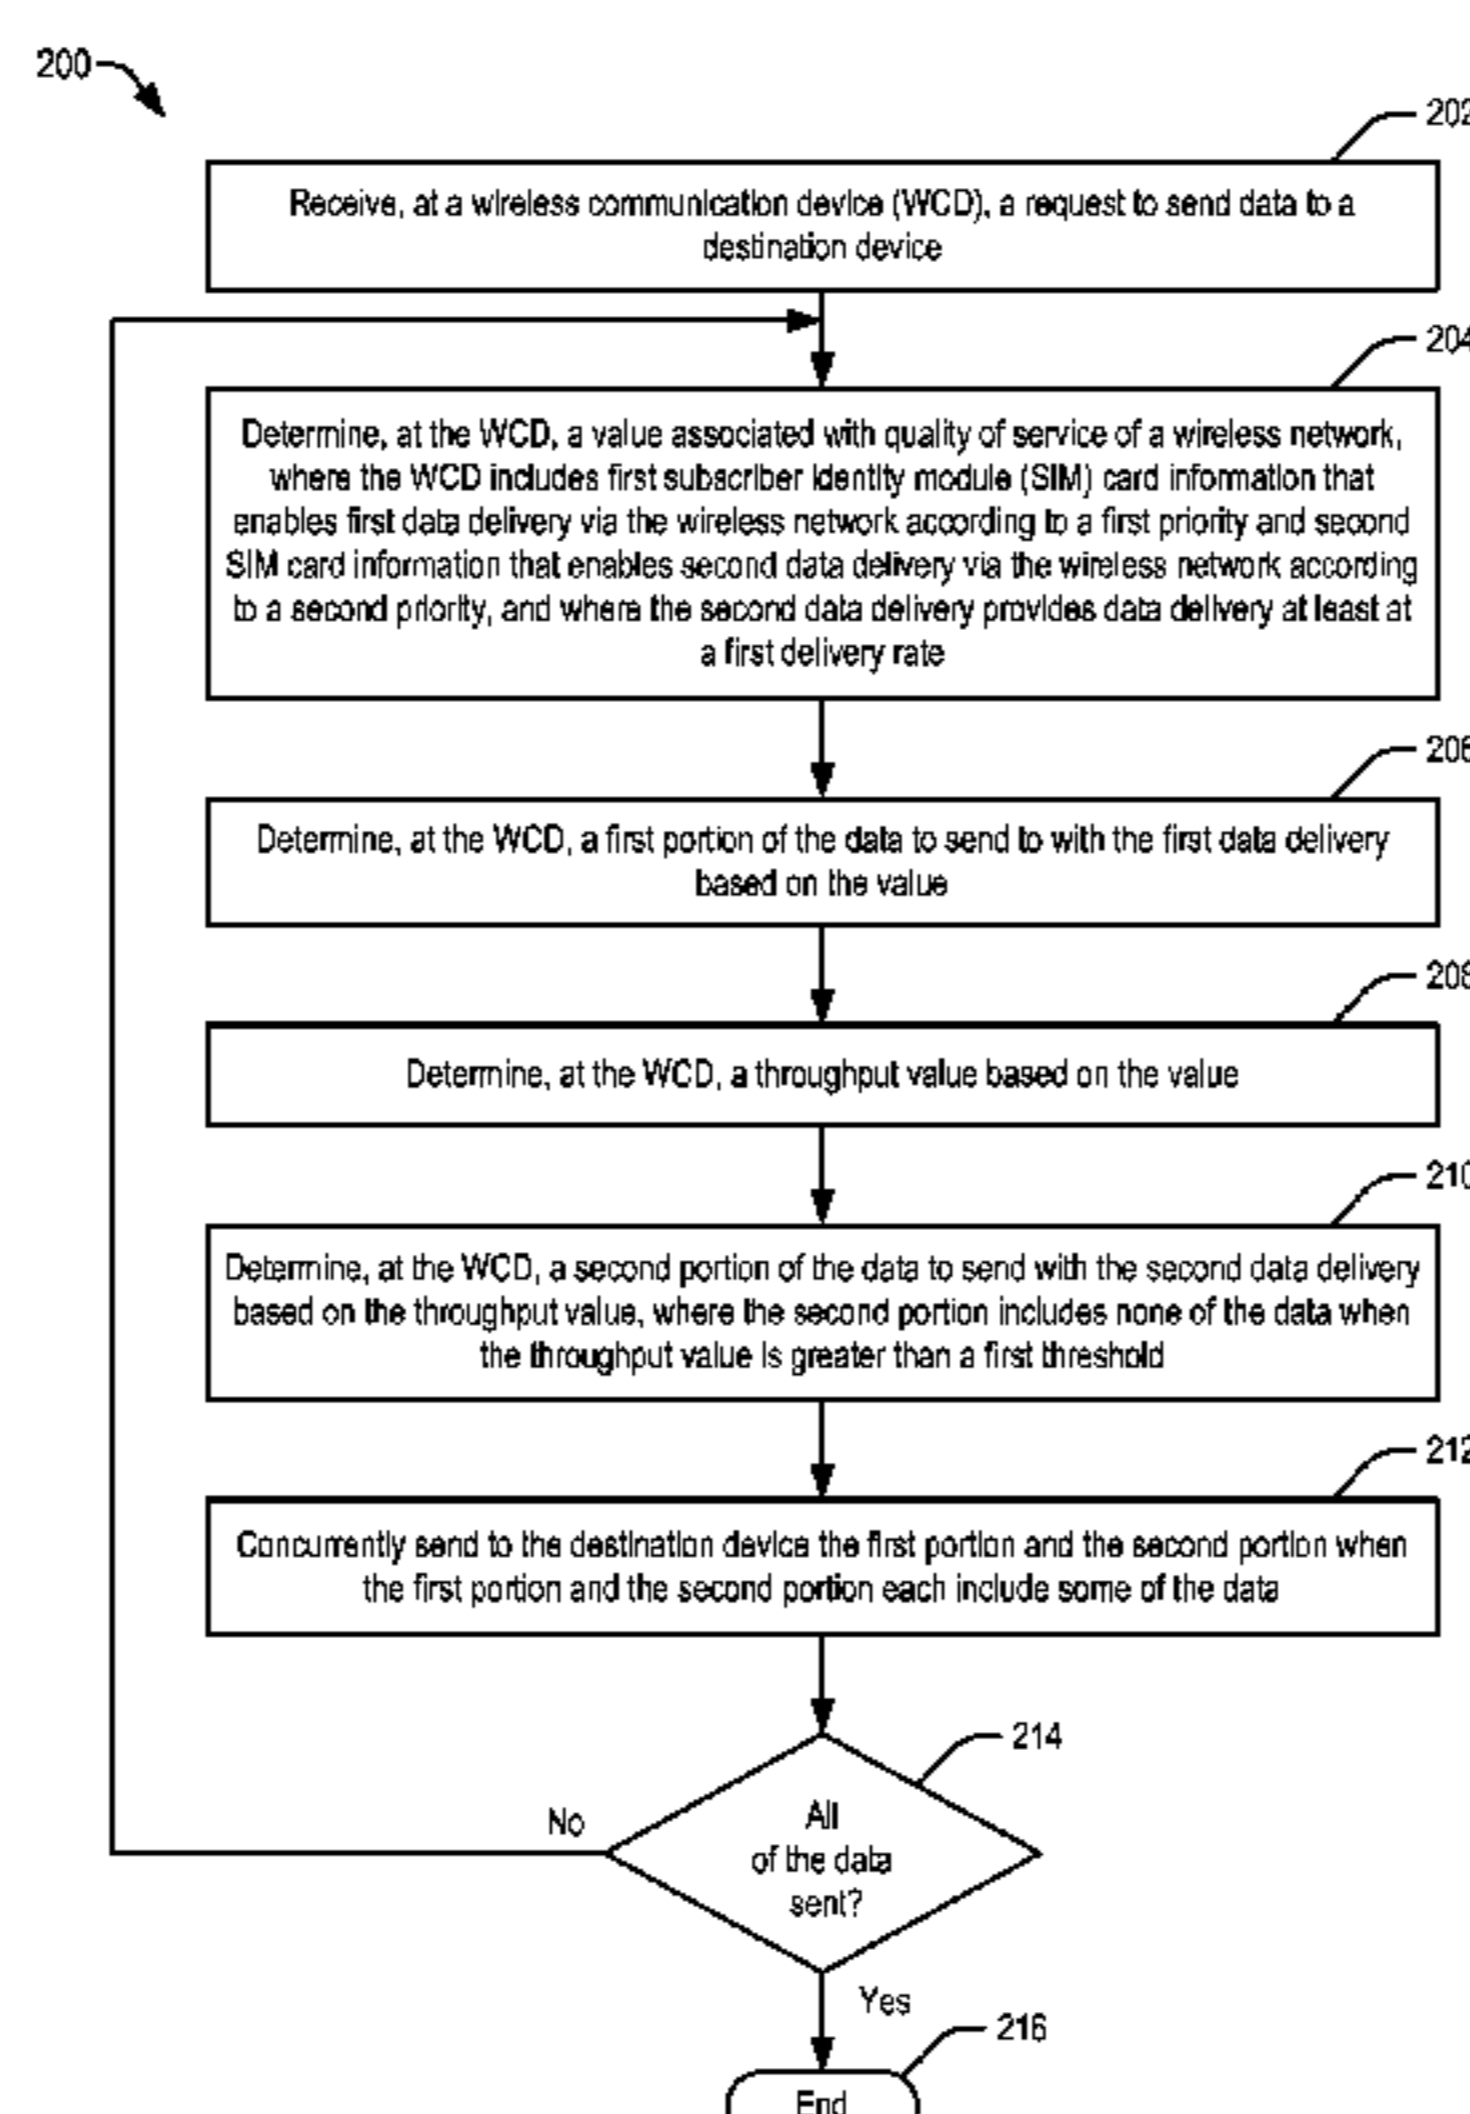 200
202
Receive, at a wireless communication device (WCD), a request to send data to a
destination device
204
Determine, at the WCD, a value associated with quality of service of a wireless network,
where the WCD includes first subscriber identity module (SIM) card information that
enables first data delivery via the wireless network according to a first priority and second
SIM card information that enables second data delivery via the wireless network according
to a second priority, and where the second data delivery provides data delivery at least at
a first delivery rate
206
Determine, at the WCD, a first portion of the data to send to with the first data delivery
based on the value
208
Determine, at the WCD, a throughput value based on the value
210
Determine, at the WCD, a second portion of the data to send with the second data delivery
based on the throughput value, where the second portion includes none of the data when
the throughput value is greater than a first threshold
212
Concurrently send to the destination device the first portion and the second portion when
the first portion and the second portion each include some of the data
214
No
All
of the data
sent?
Yes
216
End